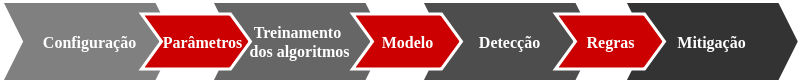 Configuração
Parâmetros
Treinamento
dos algoritmos
Modelo
Detecção
Regras
Mitigação